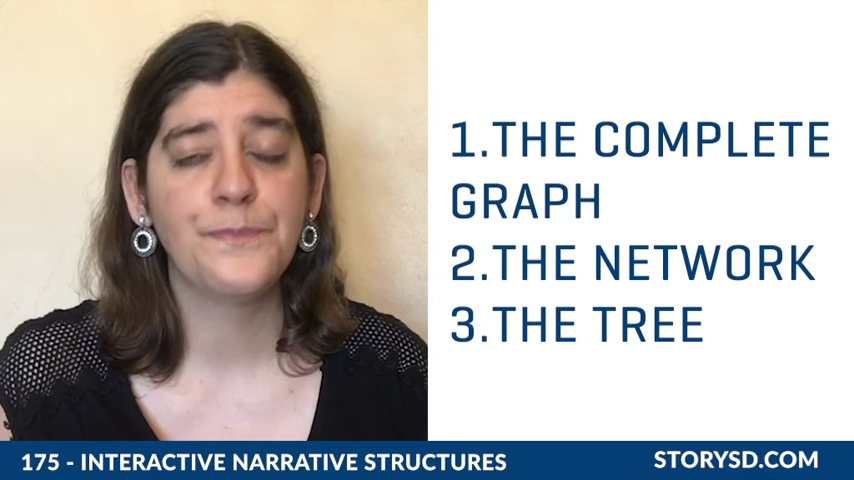 1.THE COMPLETE
GRAPH
2.THE NETWORK
3.THE TREE
175 - INTERACTIVE NARRATIVE STRUCTURES
STORYSD.COM